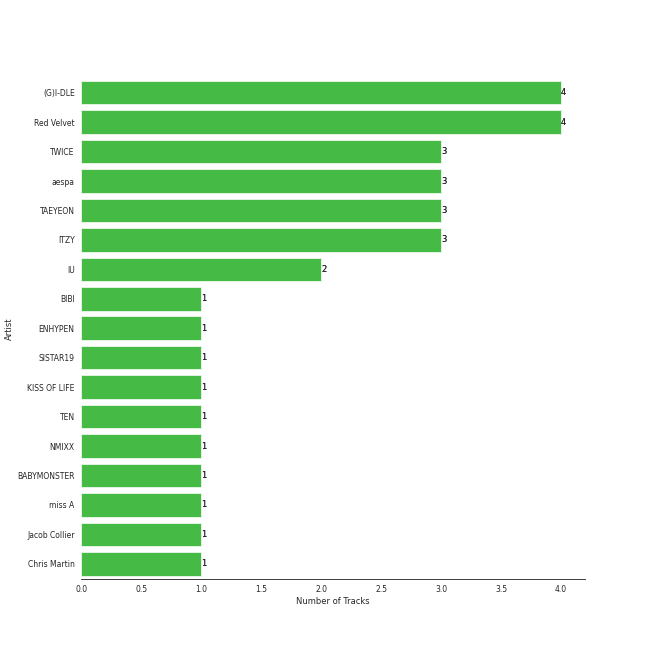 (G)I-DLE 4
Red Velvet 4
TWICE 3
aespa 3
TAEYEON 3
ITZY 3
IU 2
BIBI 1
ENHYPEN 1
SISTAR19 1
KISS OF LIFE 1
TEN 1
NMIXX 1
BABYMONSTER 1
miss A 1
Jacob Collier 1
Chris Martin 1
Artist
0.0 0.5 1.0 1.5 2.0 2.5 3.0 3.5 4.0
Number of Tracks